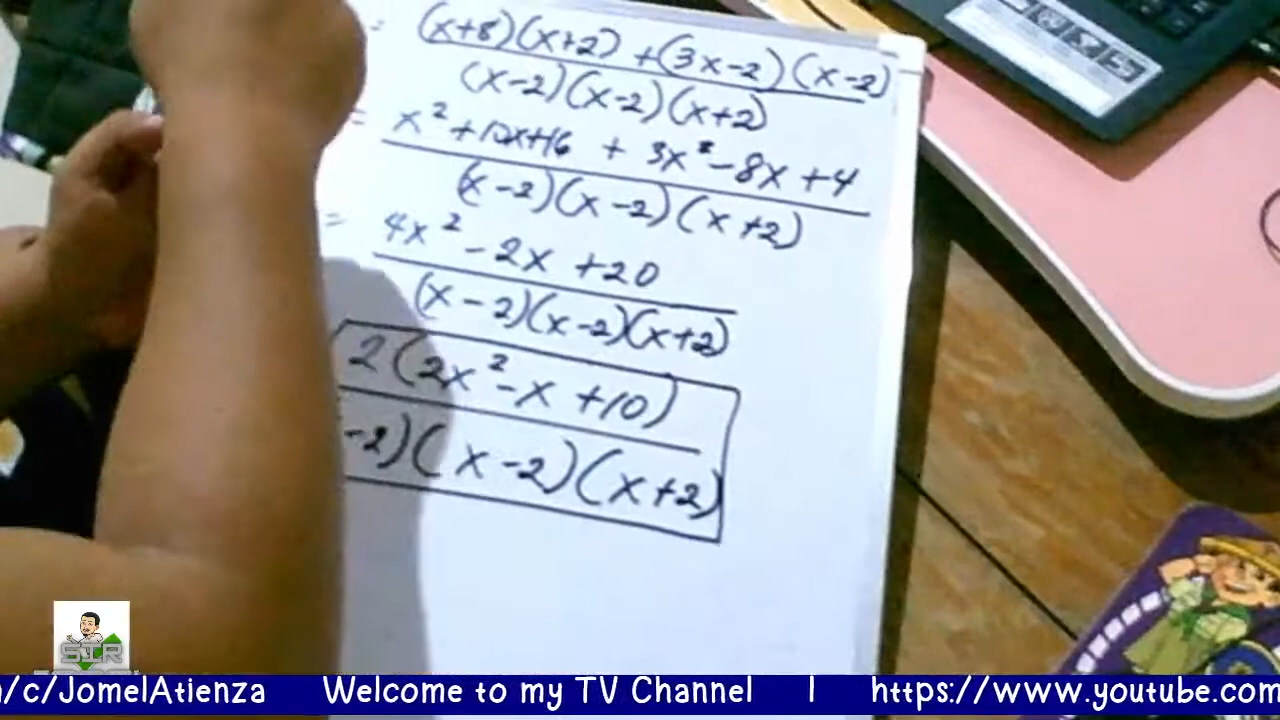 = (x+8)(x+2) + (3x-2)(x-2)
(x-2)(x-2)(x+2)
= x² + 10x+16 + 3x² - 8x + 4
(x-2)(x-2)(x+2)
= 4x² - 2x + 20
(x-2)(x-2)(x+2)
2(2x² - x + 10)
-2)(x-2)(x+2)
SIR
n/c/JomelAtienza Welcome to my TV Channel | https://www.youtube.com